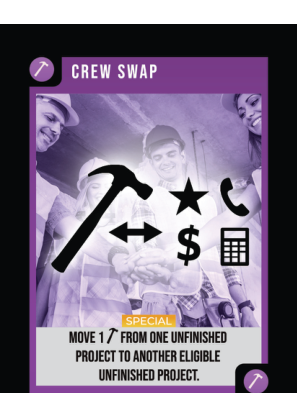 CREW SWAP
$
SPECIAL
MOVE 1 FROM ONE UNFINISHED
PROJECT TO ANOTHER ELIGIBLE
UNFINISHED PROJECT.